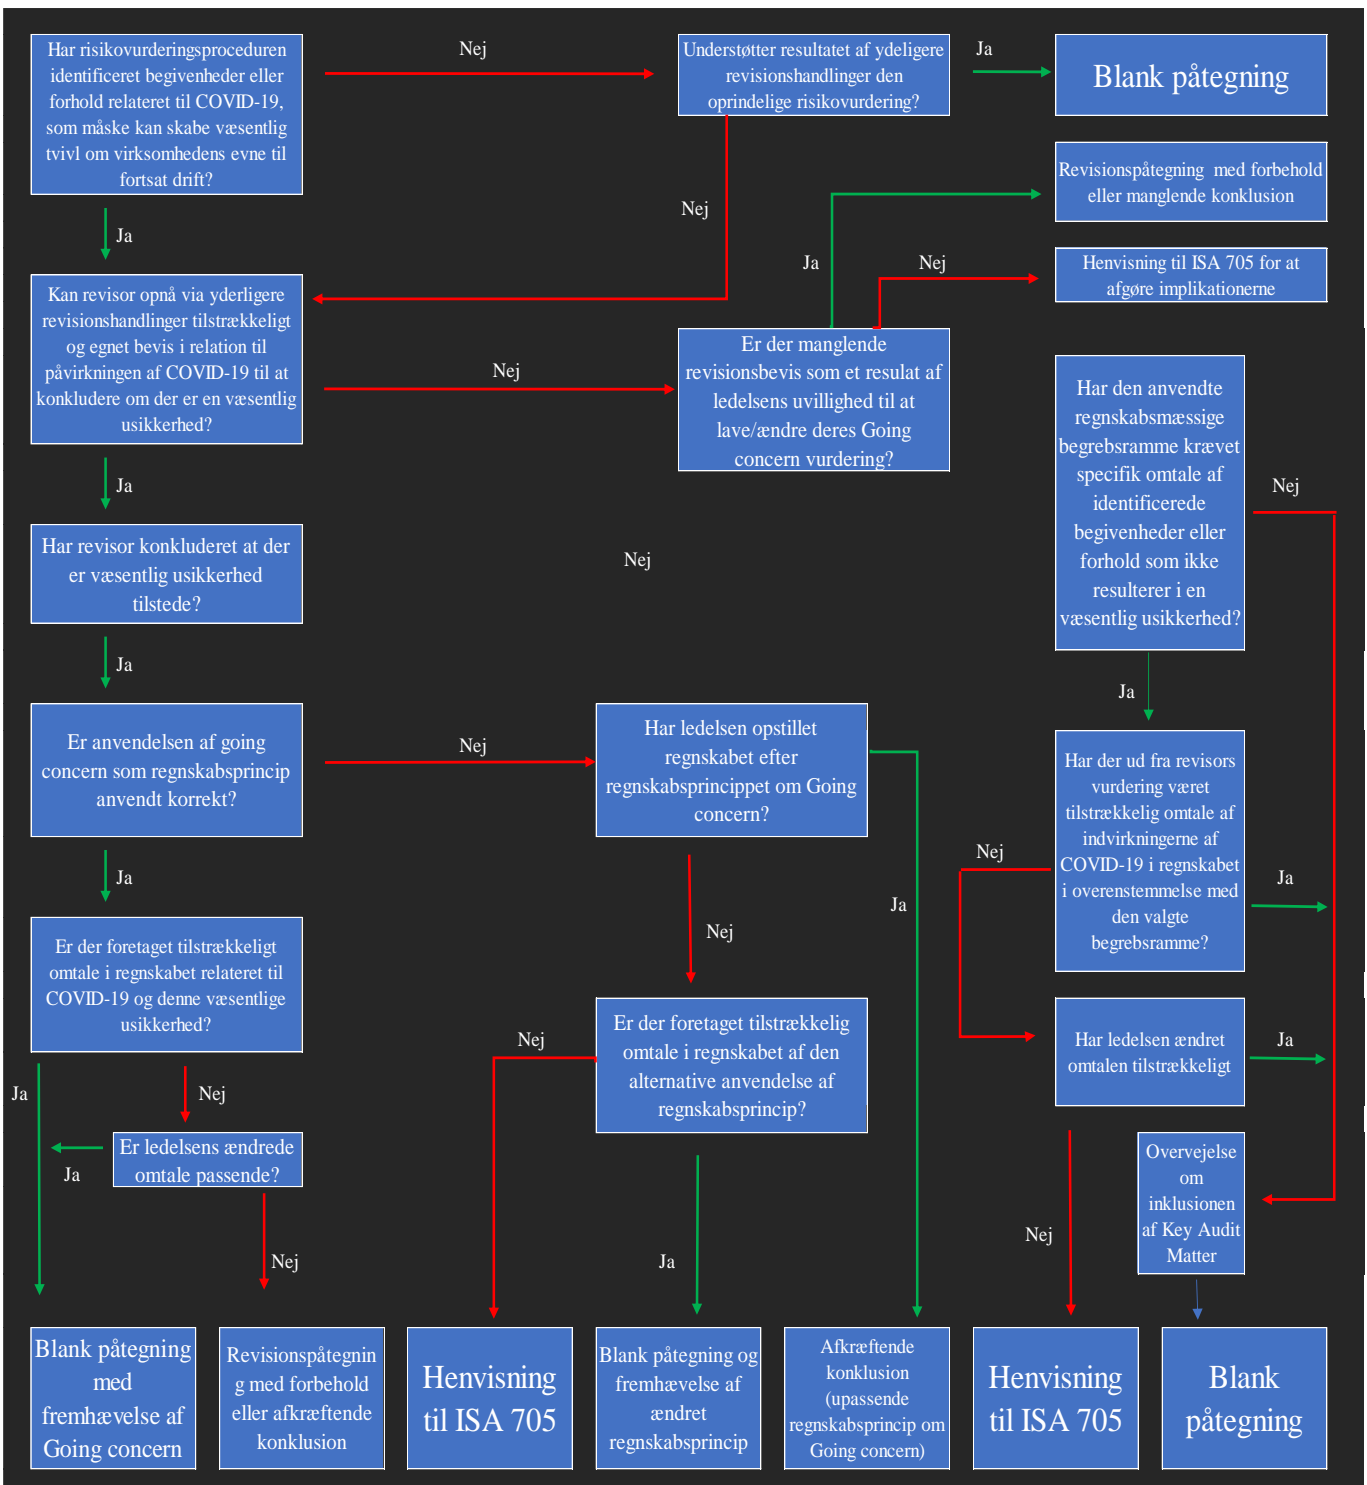 Har risikovurderingsproceduren
identificeret begivenheder eller
forhold relateret til COVID-19,
som måske kan skabe væsentlig
tvivl om virksomhedens evne til
fortsat drift?
Nej
Understøtter resultatet af ydeligere
revisionshandlinger den
oprindelige risikovurdering?
Ja
Blank påtegning
Revisionspåtegning med forbehold
eller manglende konklusion
Nej
Ja
Ja
Nej
Henvisning til ISA 705 for at
afgøre implikationerne
Kan revisor opnå via yderligere
revisionshandlinger tilstrækkeligt
og egnet bevis i relation til
påvirkningen af COVID-19 til at
konkludere om der er en væsentlig
usikkerhed?
Nej
Er der manglende
revisionsbevis som et resulat af
ledelsens uvillighed til at
lave/ændre deres Going
concern vurdering?
Har den anvendte
regnskabsmæssige
begrebsramme krævet
specifik omtale af
identificerede
begivenheder eller
forhold som ikke
resulterer i en
væsentlig usikkerhed?
Nej
Ja
Har revisor konkluderet at der
er væsentlig usikkerhed
tilstede?
Nej
Ja
Ja
Er anvendelsen af going
concern som regnskabsprincip
anvendt korrekt?
Nej
Har ledelsen opstillet
regnskabet efter
regnskabsprincippet om Going
concern?
Har der ud fra revisors
vurdering været
tilstrækkelig omtale af
indvirkningerne af
COVID-19 i regnskabet
i overenstemmelse med
den valgte
begrebsramme?
Nej
Ja
Ja
Ja
Nej
Er der foretaget tilstrækkeligt
omtale i regnskabet relateret til
COVID-19 og denne væsentlige
usikkerhed?
Er der foretaget tilstrækkelig
omtale i regnskabet af den
alternative anvendelse af
regnskabsprincip?
Nej
Har ledelsen ændret
omtalen tilstrækkeligt
Ja
Ja
Nej
Er ledelsens ændrede
omtale passende?
Ja
Overvejelse
om
inklusionen
af Key Audit
Matter
Nej
Ja
Nej
Blank påtegning
med
fremhævelse af
Going concern
Revisionspåtegnin
g med forbehold
eller afkræftende
konklusion
Henvisning
til ISA 705
Blank påtegning og
fremhævelse af
ændret
regnskabsprincip
Afkræftende
konklusion
(upassende
regnskabsprincip om
Going concern)
Henvisning
til ISA 705
Blank
påtegning